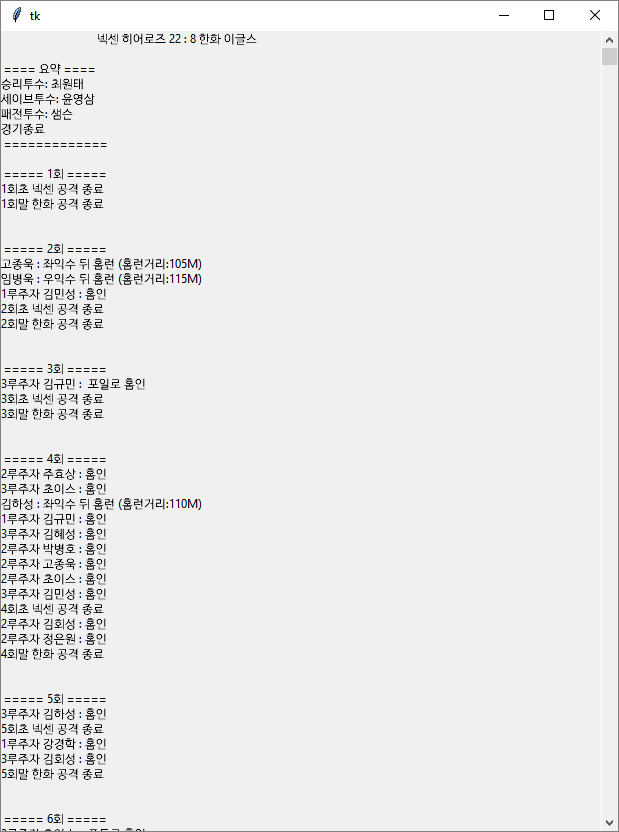 tk
넥센 히어로즈 22 : 8 한화 이글스
==== 요약 ====
승리투수: 최원태
세이브투수: 윤영삼
패전투수: 샘슨
경기종료
=============
===== 1회 =====
1회초 넥센 공격 종료
1회말 한화 공격 종료
===== 2회 =====
고종욱 : 좌익수 뒤 홈런 (홈런거리:105M)
임병욱 : 우익수 뒤 홈런 (홈런거리:115M)
1루주자 김민성 : 홈인
2회초 넥센 공격 종료
2회말 한화 공격 종료
===== 3회 =====
3루주자 김규민 :  포일로 홈인
3회초 넥센 공격 종료
3회말 한화 공격 종료
===== 4회 =====
2루주자 주효상 : 홈인
3루주자 초이스 : 홈인
김하성 : 좌익수 뒤 홈런 (홈런거리:110M)
1루주자 김규민 : 홈인
3루주자 김혜성 : 홈인
2루주자 박병호 : 홈인
2루주자 고종욱 : 홈인
2루주자 초이스 : 홈인
3루주자 김민성 : 홈인
4회초 넥센 공격 종료
2루주자 김회성 : 홈인
2루주자 정은원 : 홈인
4회말 한화 공격 종료
===== 5회 =====
3루주자 김하성 : 홈인
5회초 넥센 공격 종료
1루주자 강경학 : 홈인
3루주자 김회성 : 홈인
5회말 한화 공격 종료
===== 6회 =====